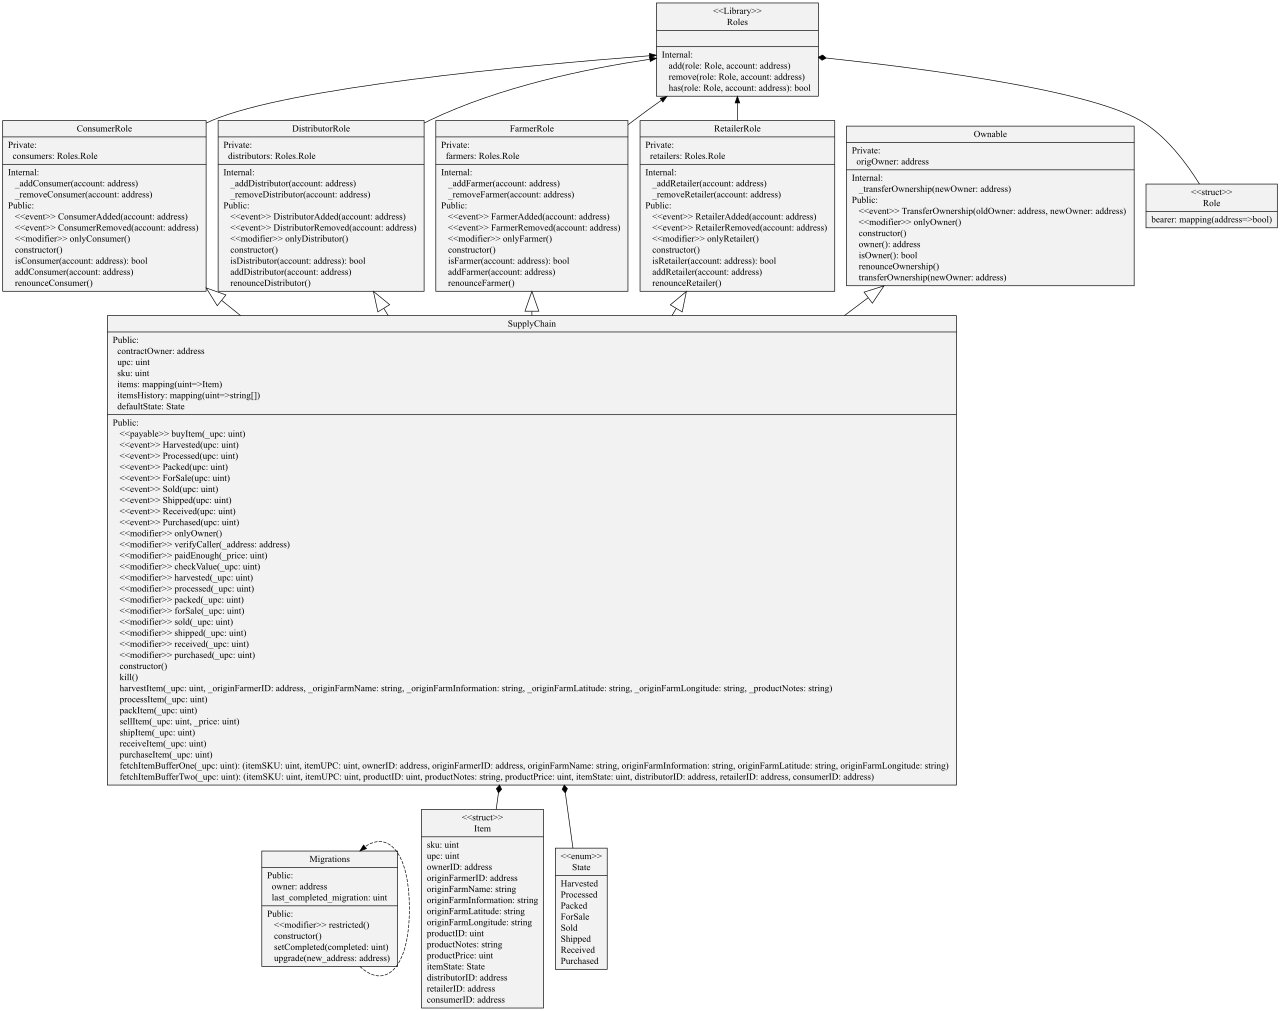 <<Library>>
Roles
Internal:
add(role: Role, account: address)
remove(role: Role, account: address)
has(role: Role, account: address): bool
ConsumerRole
Private:
consumers: Roles.Role
Internal:
_addConsumer(account: address)
_removeConsumer(account: address)
Public:
<<event>> ConsumerAdded(account: address)
<<event>> ConsumerRemoved(account: address)
<<modifier>> onlyConsumer()
constructor()
isConsumer(account: address): bool
addConsumer(account: address)
renounceConsumer()
DistributorRole
Private:
distributors: Roles.Role
Internal:
_addDistributor(account: address)
_removeDistributor(account: address)
Public:
<<event>> DistributorAdded(account: address)
<<event>> DistributorRemoved(account: address)
<<modifier>> onlyDistributor()
constructor()
isDistributor(account: address): bool
addDistributor(account: address)
renounceDistributor()
FarmerRole
Private:
farmers: Roles.Role
Internal:
_addFarmer(account: address)
_removeFarmer(account: address)
Public:
<<event>> FarmerAdded(account: address)
<<event>> FarmerRemoved(account: address)
<<modifier>> onlyFarmer()
constructor()
isFarmer(account: address): bool
addFarmer(account: address)
renounceFarmer()
RetailerRole
Private:
retailers: Roles.Role
Internal:
_addRetailer(account: address)
_removeRetailer(account: address)
Public:
<<event>> RetailerAdded(account: address)
<<event>> RetailerRemoved(account: address)
<<modifier>> onlyRetailer()
constructor()
isRetailer(account: address): bool
addRetailer(account: address)
renounceRetailer()
Ownable
Private:
origOwner: address
Internal:
_transferOwnership(newOwner: address)
Public:
<<event>> TransferOwnership(oldOwner: address, newOwner: address)
<<modifier>> onlyOwner()
constructor()
owner(): address
isOwner(): bool
renounceOwnership()
transferOwnership(newOwner: address)
<<struct>>
Role
bearer: mapping(address=>bool)
SupplyChain
Public:
contractOwner: address
upc: uint
sku: uint
items: mapping(uint=>Item)
itemsHistory: mapping(uint=>string[])
defaultState: State
Public:
<<payable>> buyItem(_upc: uint)
<<event>> Harvested(upc: uint)
<<event>> Processed(upc: uint)
<<event>> Packed(upc: uint)
<<event>> ForSale(upc: uint)
<<event>> Sold(upc: uint)
<<event>> Shipped(upc: uint)
<<event>> Received(upc: uint)
<<event>> Purchased(upc: uint)
<<modifier>> onlyOwner()
<<modifier>> verifyCaller(_address: address)
<<modifier>> paidEnough(_price: uint)
<<modifier>> checkValue(_upc: uint)
<<modifier>> harvested(_upc: uint)
<<modifier>> processed(_upc: uint)
<<modifier>> packed(_upc: uint)
<<modifier>> forSale(_upc: uint)
<<modifier>> sold(_upc: uint)
<<modifier>> shipped(_upc: uint)
<<modifier>> received(_upc: uint)
<<modifier>> purchased(_upc: uint)
constructor()
kill()
harvestItem(_upc: uint, _originFarmerID: address, _originFarmName: string, _originFarmInformation: string, _originFarmLatitude: string, _originFarmLongitude: string, _productNotes: string)
processItem(_upc: uint)
packItem(_upc: uint)
sellItem(_upc: uint, _price: uint)
shipItem(_upc: uint)
receiveItem(_upc: uint)
purchaseItem(_upc: uint)
fetchItemBufferOne(_upc: uint): (itemSKU: uint, itemUPC: uint, ownerID: address, originFarmerID: address, originFarmName: string, originFarmInformation: string, originFarmLatitude: string, originFarmLongitude: string)
fetchItemBufferTwo(_upc: uint): (itemSKU: uint, itemUPC: uint, productID: uint, productNotes: string, productPrice: uint, itemState: uint, distributorID: address, retailerID: address, consumerID: address)
Migrations
Public:
owner: address
last_completed_migration: uint
Public:
<<modifier>> restricted()
constructor()
setCompleted(completed: uint)
upgrade(new_address: address)
<<struct>>
Item
sku: uint
upc: uint
ownerID: address
originFarmerID: address
originFarmName: string
originFarmInformation: string
originFarmLatitude: string
originFarmLongitude: string
productID: uint
productNotes: string
productPrice: uint
itemState: State
distributorID: address
retailerID: address
consumerID: address
<<enum>>
State
Harvested
Processed
Packed
ForSale
Sold
Shipped
Received
Purchased